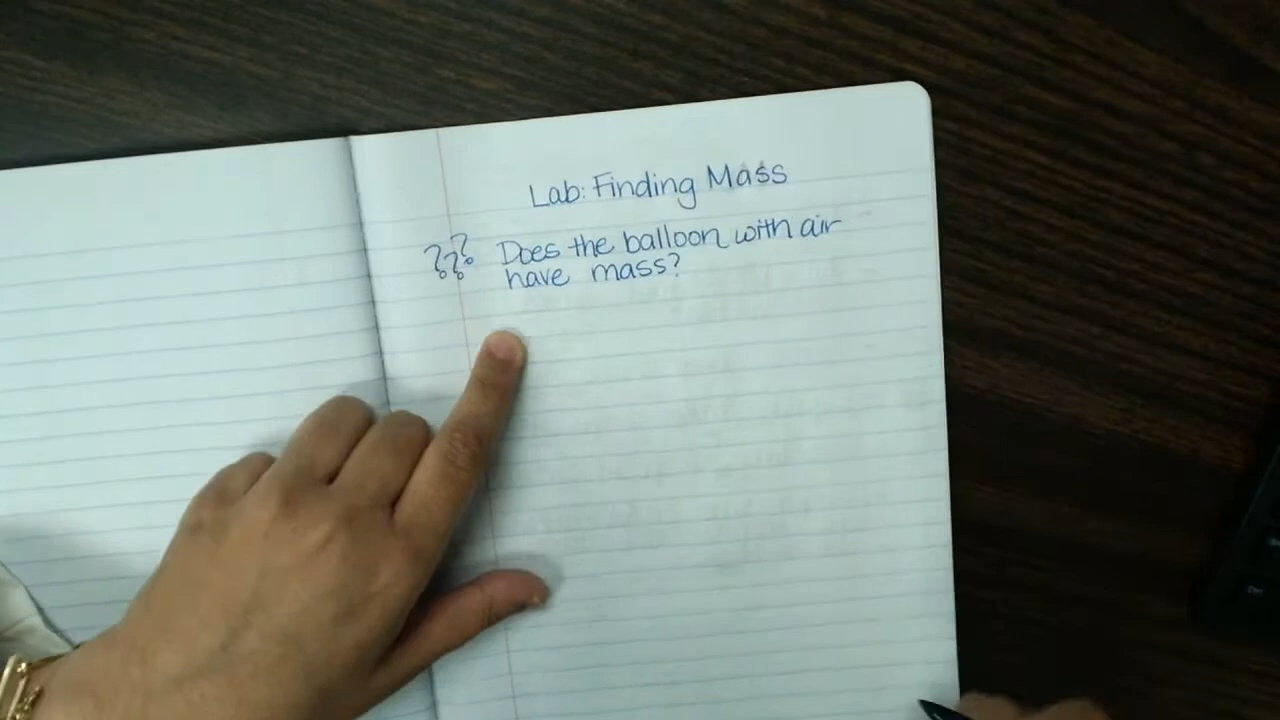 Lab: Finding Mass
??? Does the balloon with air
have mass?